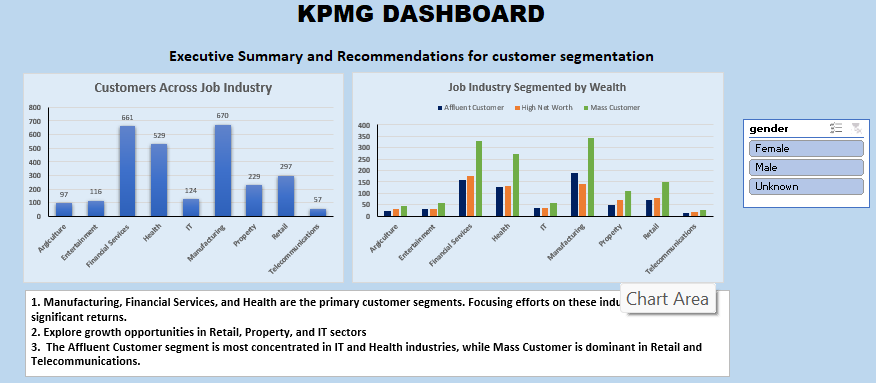 KPMG DASHBOARD
Executive Summary and Recommendations for customer segmentation
Customers Across Job Industry
800
700
600
500
400
300
200
100
0
97
116
661
529
124
670
229
297
57
Argiculture
Entertainment
Financial Services
Health
IT
Manufacturing
Property
Retail
Telecommunications
Job Industry Segmented by Wealth
Affluent Customer
High Net Worth
Mass Customer
400
350
300
250
200
150
100
50
0
Argiculture
Entertainment
Financial Services
Health
IT
Manufacturing
Property
Retail
Telecommunications
gender
Female
Male
Unknown
1. Manufacturing, Financial Services, and Health are the primary customer segments. Focusing efforts on these
significant returns.
2. Explore growth opportunities in Retail, Property, and IT sectors
3. The Affluent Customer segment is most concentrated in IT and Health industries, while Mass Customer is dominant in Retail and
Telecommunications.
Chart Area